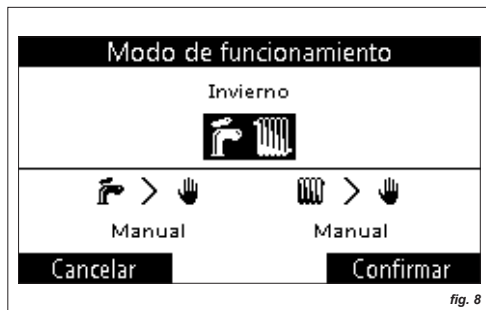 Modo de funcionamiento
Invierno
> >
Manual Manual
Cancelar Confirmar
fig. 8